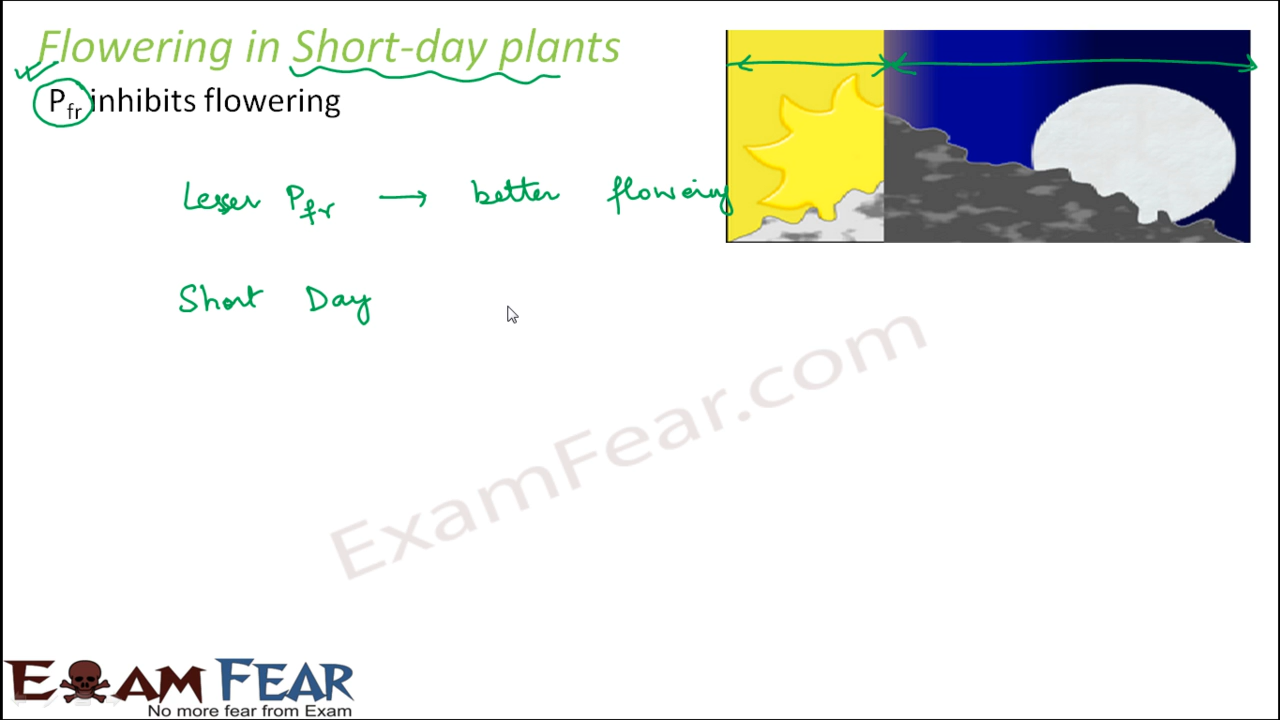 Flowering in Short-day plants
Pfr inhibits flowering
Lesser Pfr → better flowering
Short Day
ExamFear.com
EXAM FEAR
No more fear from Exam